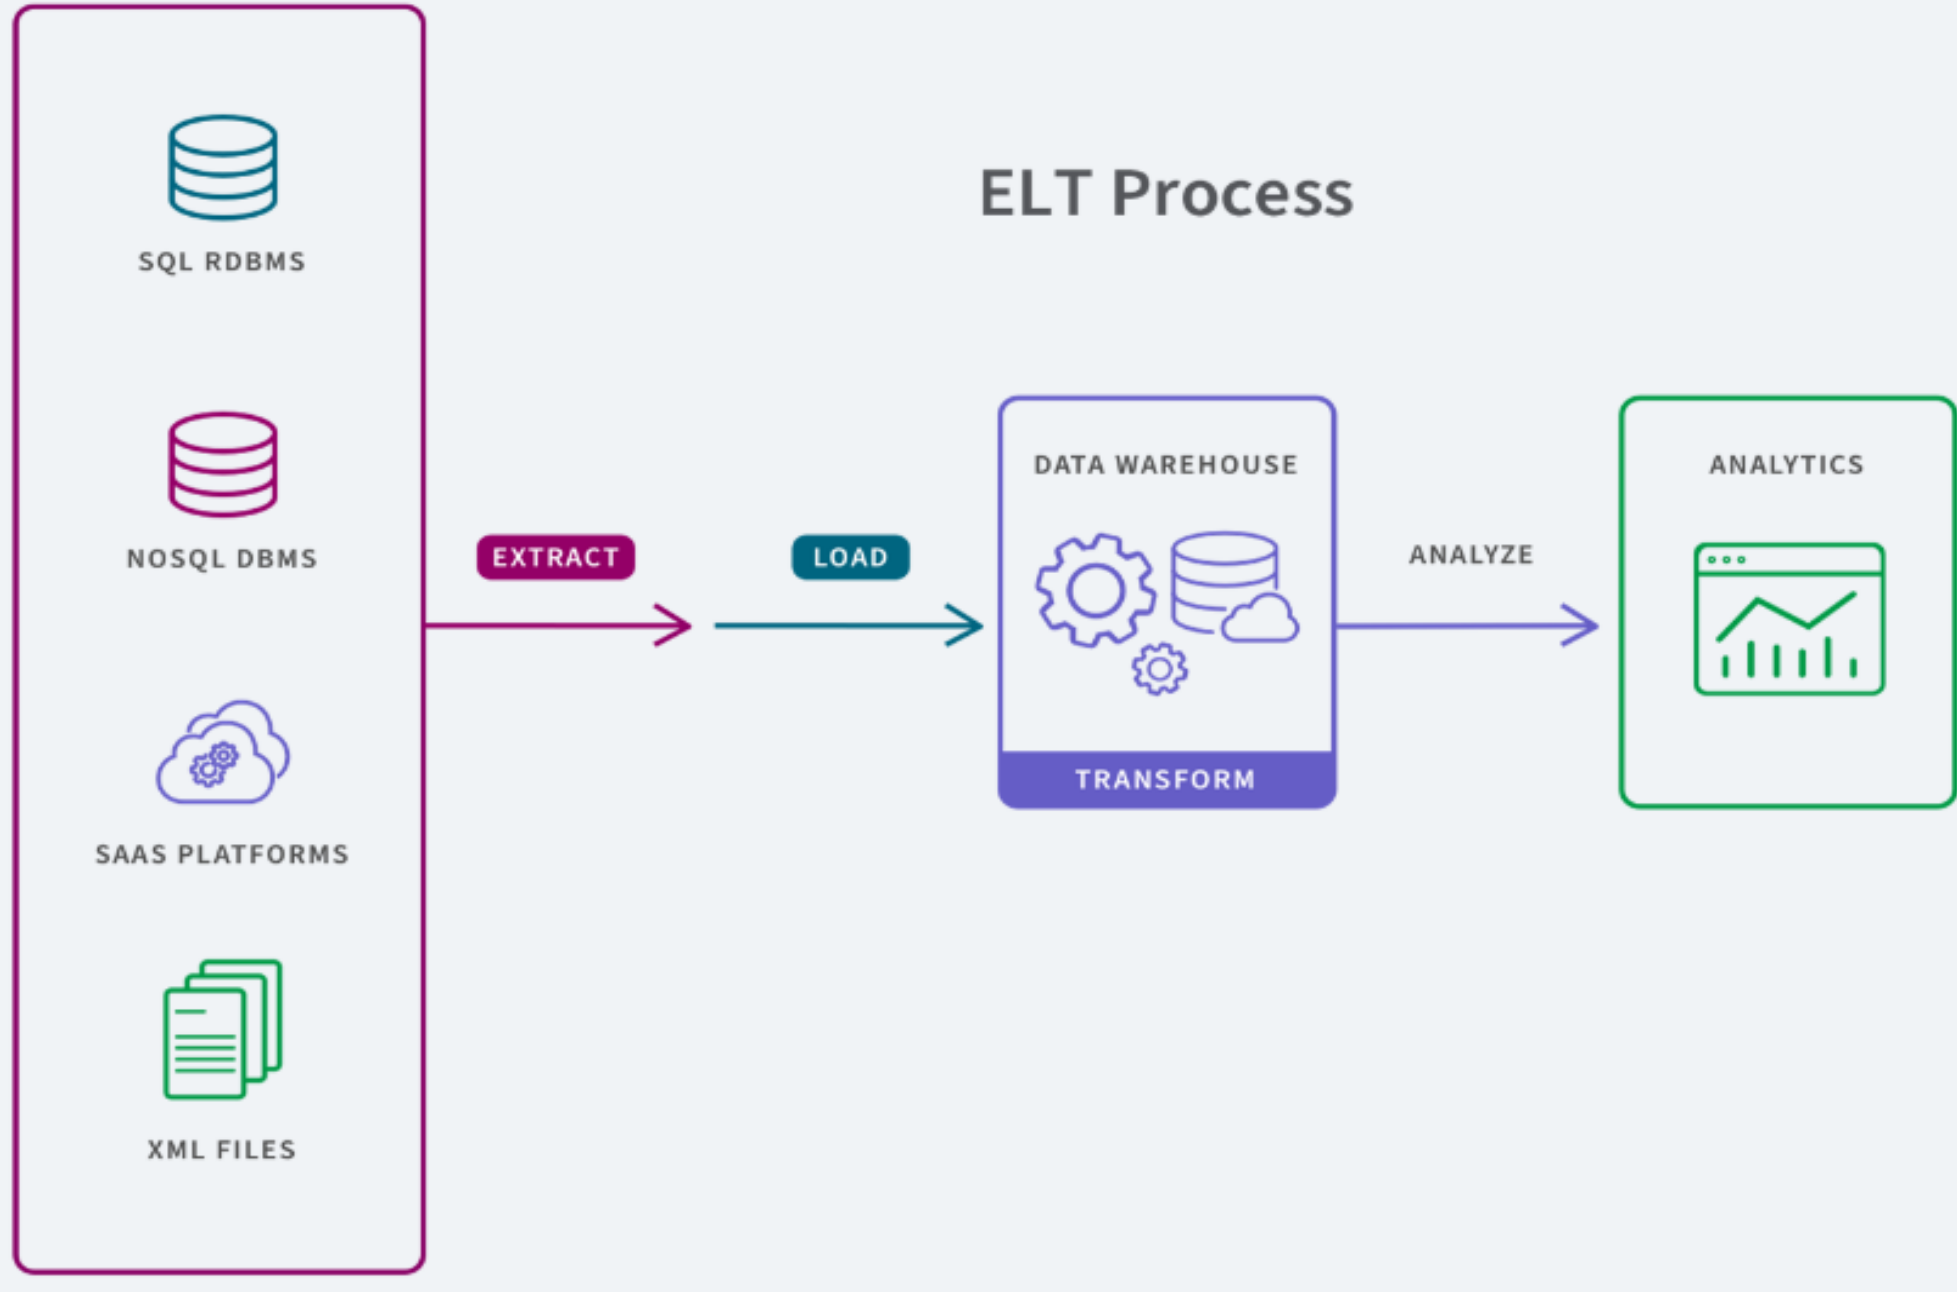 ELT Process
SQL RDBMS
NOSQL DBMS
SAAS PLATFORMS
XML FILES
EXTRACT
LOAD
DATA WAREHOUSE
TRANSFORM
ANALYZE
ANALYTICS